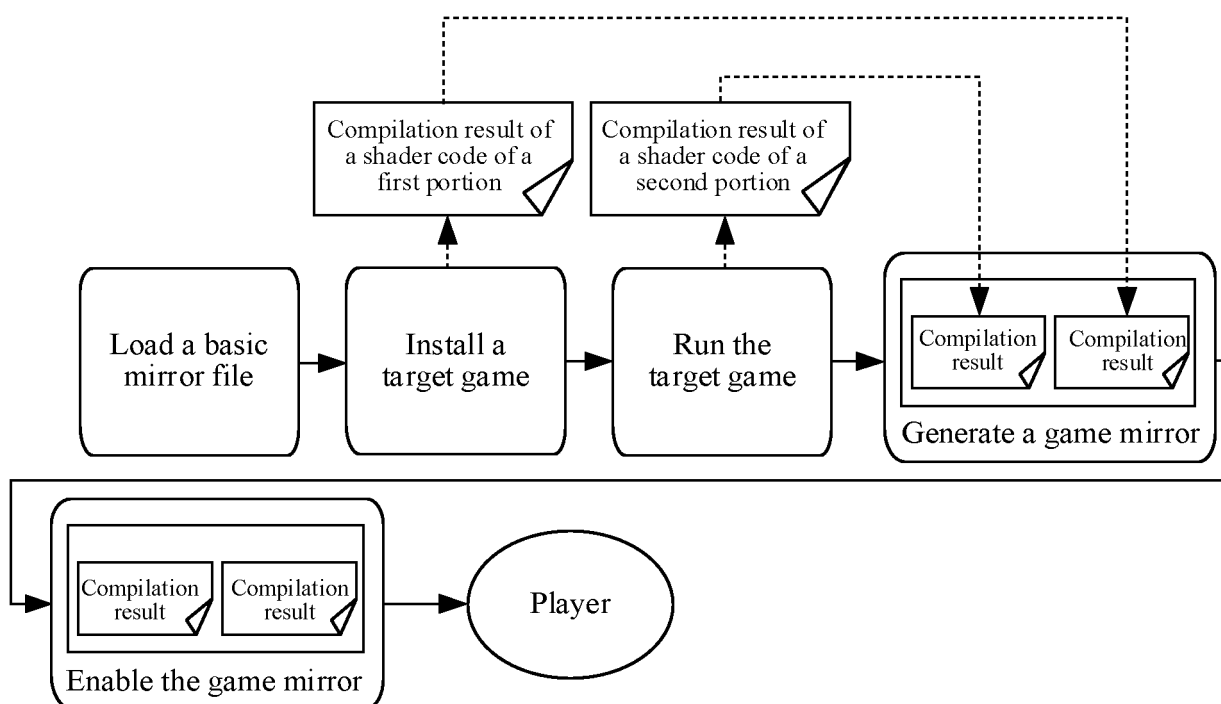 Compilation result of
a shader code of a
first portion
Compilation result of
a shader code of a
second portion
Load a basic
mirror file
Install a
target game
Run the
target game
Compilation
result
Compilation
result
Generate a game mirror
Compilation
result
Compilation
result
Enable the game mirror
Player